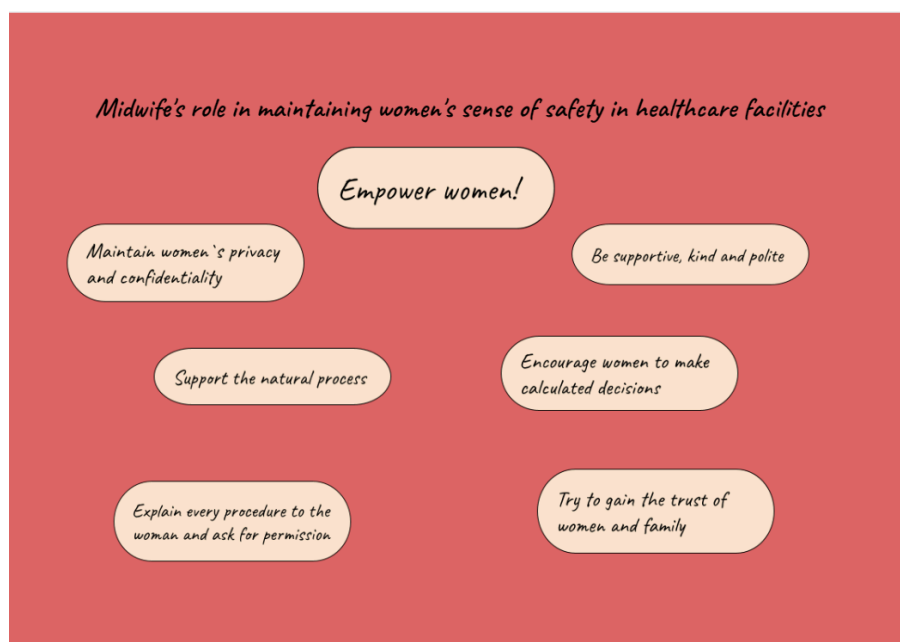 Midwife's role in maintaining women's sense of safety in healthcare facilities
Empower women!
Maintain women`s privacy
and confidentiality
Be supportive, kind and polite
Support the natural process
Encourage women to make
calculated decisions
Explain every procedure to the
woman and ask for permission
Try to gain the trust of
women and family